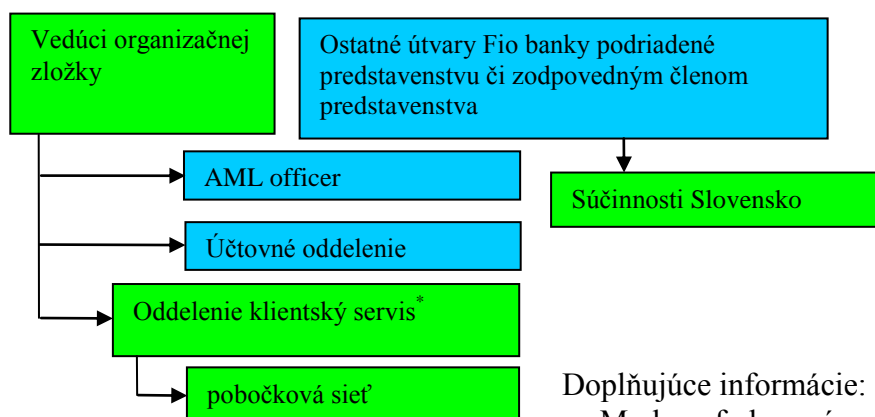 Vedúci organizačnej
zložky
Ostatné útvary Fio banky podriadené
predstavenstvu či zodpovedným členom
predstavenstva
AML officer
Súčinnosti Slovensko
Účtovné oddelenie
Oddelenie klientský servis*
pobočková sieť
Doplňujúce informácie: